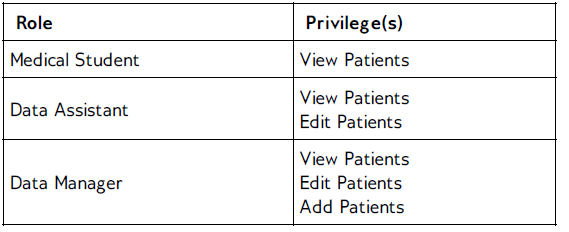 Role Privilege(s)
Medical Student View Patients
Data Assistant View Patients
Edit Patients
Data Manager View Patients
Edit Patients
Add Patients